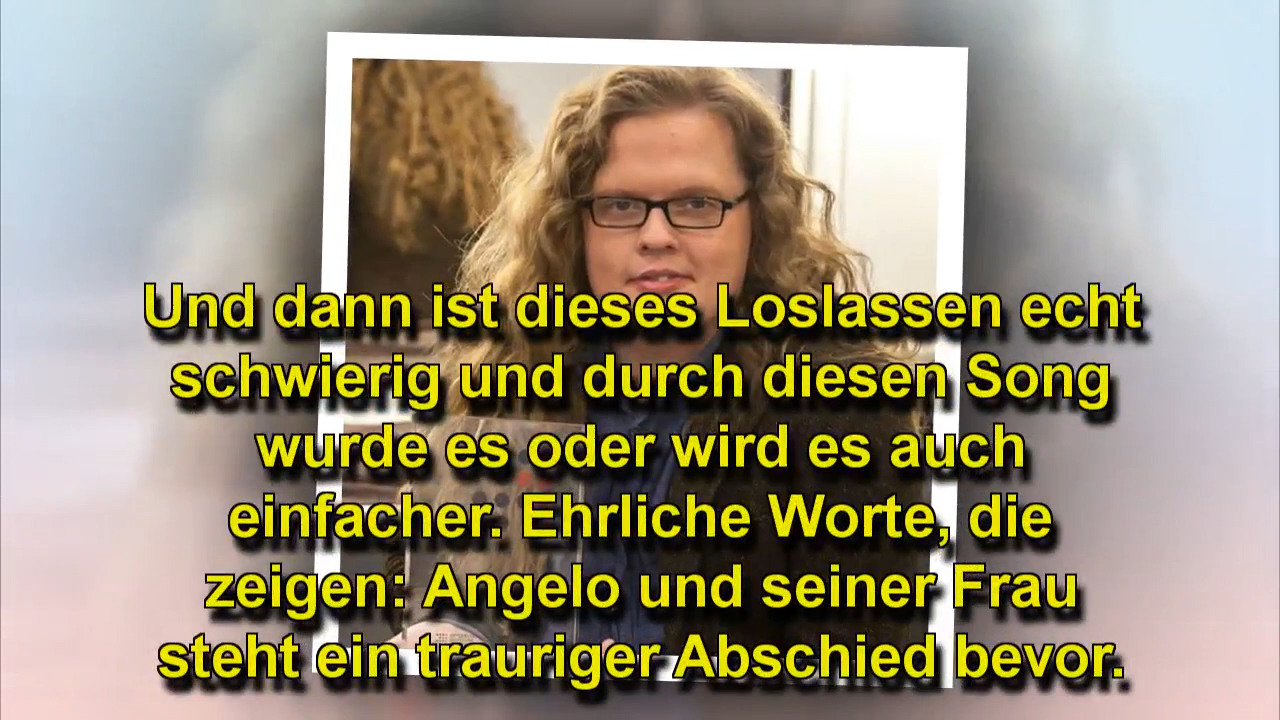 Und dann ist dieses Loslassen echt
schwierig und durch diesen Song
wurde es oder wird es auch
einfacher. Ehrliche Worte, die
zeigen: Angelo und seiner Frau
steht ein trauriger Abschied bevor.